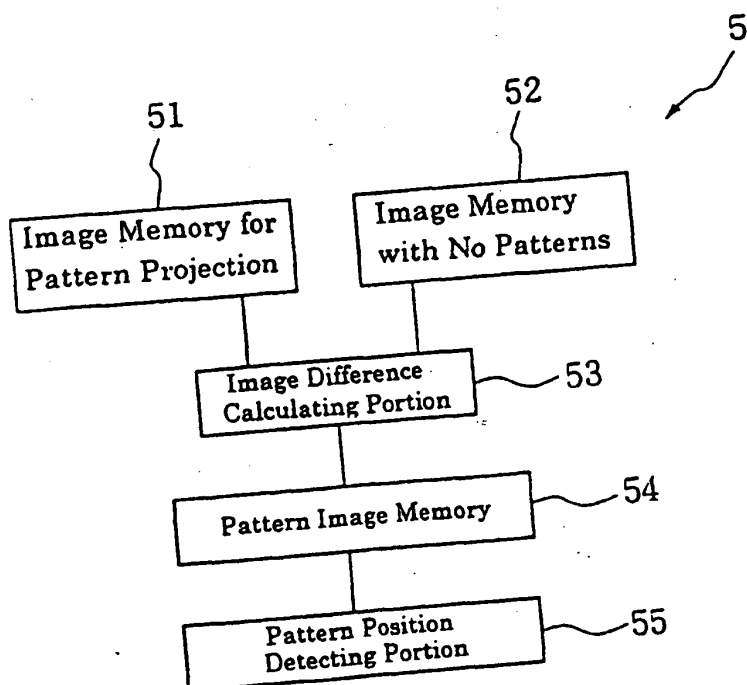 5
51
52
Image Memory for
Pattern Projection
Image Memory
with No Patterns
Image Difference
Calculating Portion
53
Pattern Image Memory
54
Pattern Position
Detecting Portion
55